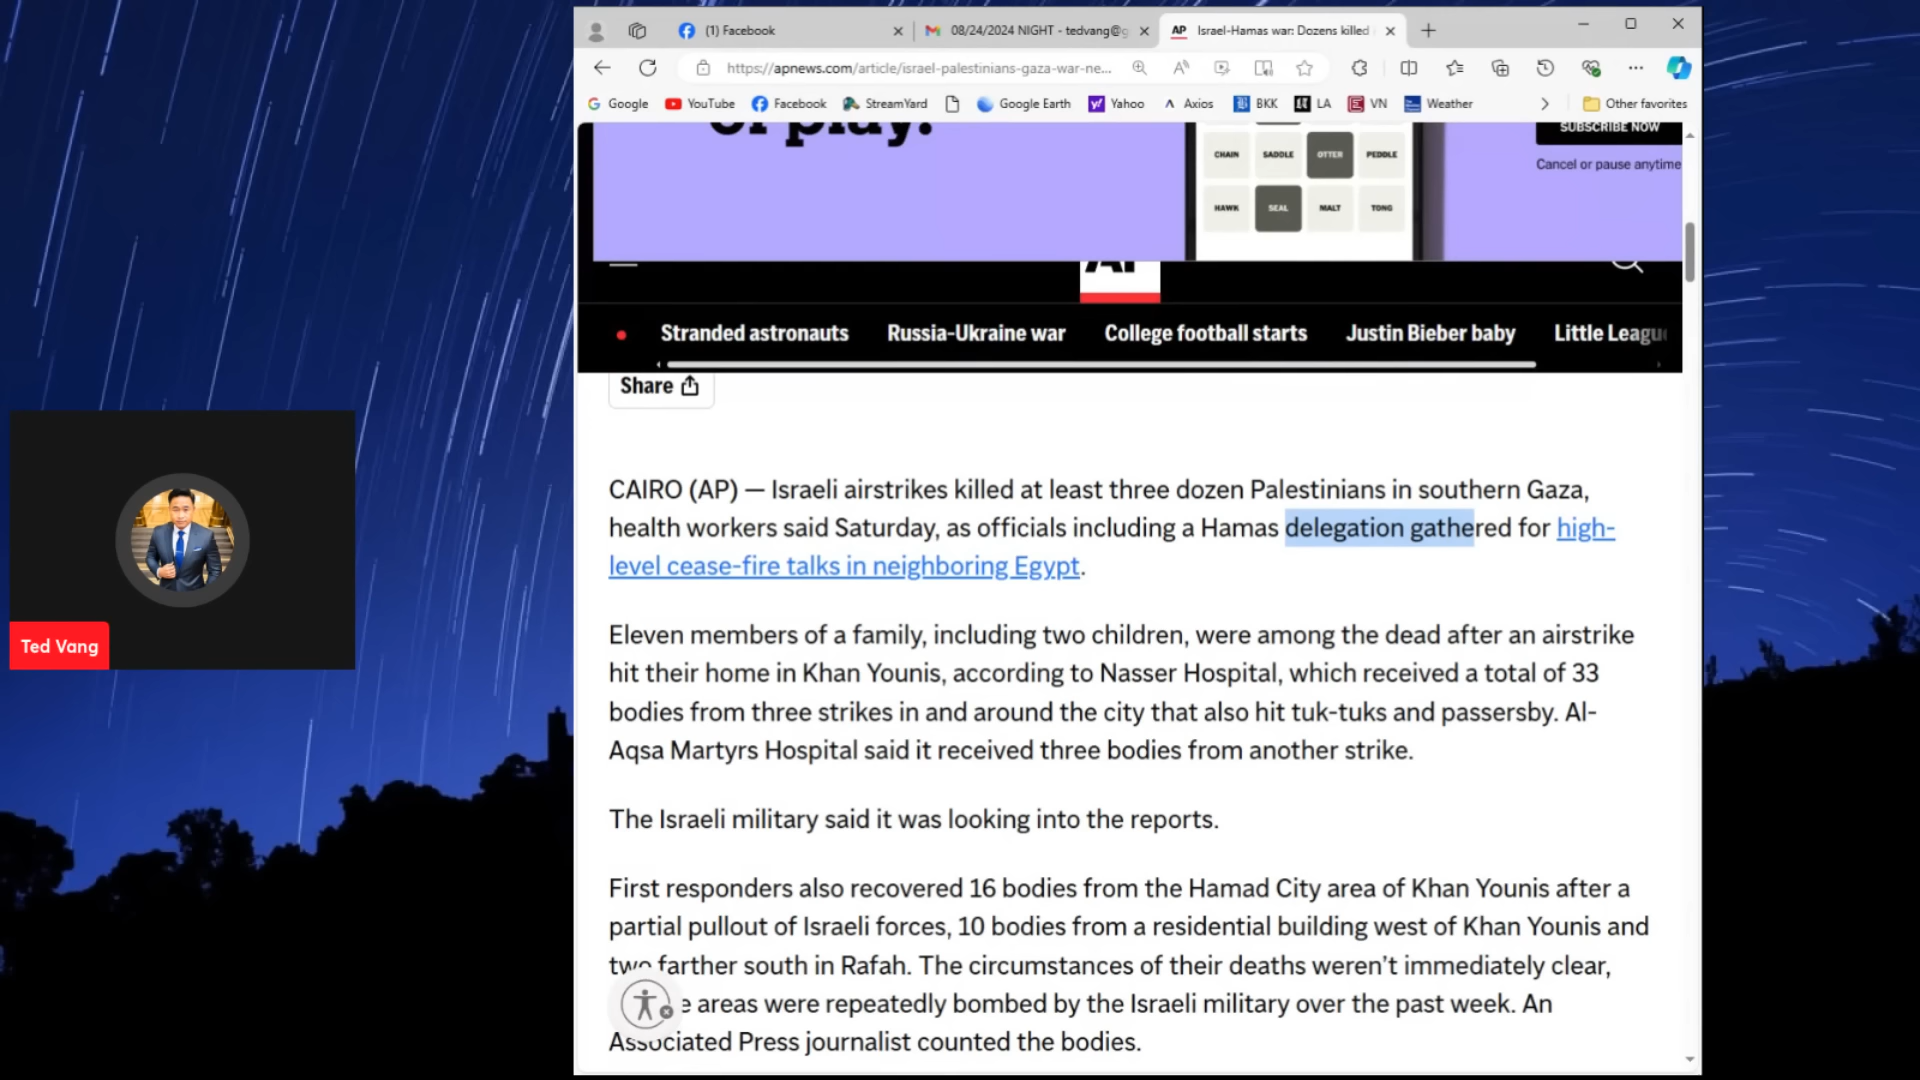 (1) Facebook
08/24/2024 NIGHT - tedvang@g
AP Israel-Hamas war: Dozens killed
https://apnews.com/article/israel-palestinians-gaza-war-ne...
Google YouTube Facebook StreamYard Google Earth Yahoo Axios BKK LA VN Weather Other favorites
of play.
SUBSCRIBE NOW
CHAIN SADDLE OTTER PEDDLE
Cancel or pause anytime
HAWK SEAL MALT TONG
AP
Stranded astronauts Russia-Ukraine war College football starts Justin Bieber baby Little Leagu
Share
CAIRO (AP) — Israeli airstrikes killed at least three dozen Palestinians in southern Gaza,
health workers said Saturday, as officials including a Hamas delegation gathered for high-
level cease-fire talks in neighboring Egypt.
Eleven members of a family, including two children, were among the dead after an airstrike
hit their home in Khan Younis, according to Nasser Hospital, which received a total of 33
bodies from three strikes in and around the city that also hit tuk-tuks and passersby. Al-
Aqsa Martyrs Hospital said it received three bodies from another strike.
The Israeli military said it was looking into the reports.
First responders also recovered 16 bodies from the Hamad City area of Khan Younis after a
partial pullout of Israeli forces, 10 bodies from a residential building west of Khan Younis and
two farther south in Rafah. The circumstances of their deaths weren't immediately clear,
e areas were repeatedly bombed by the Israeli military over the past week. An
Associated Press journalist counted the bodies.
Ted Vang